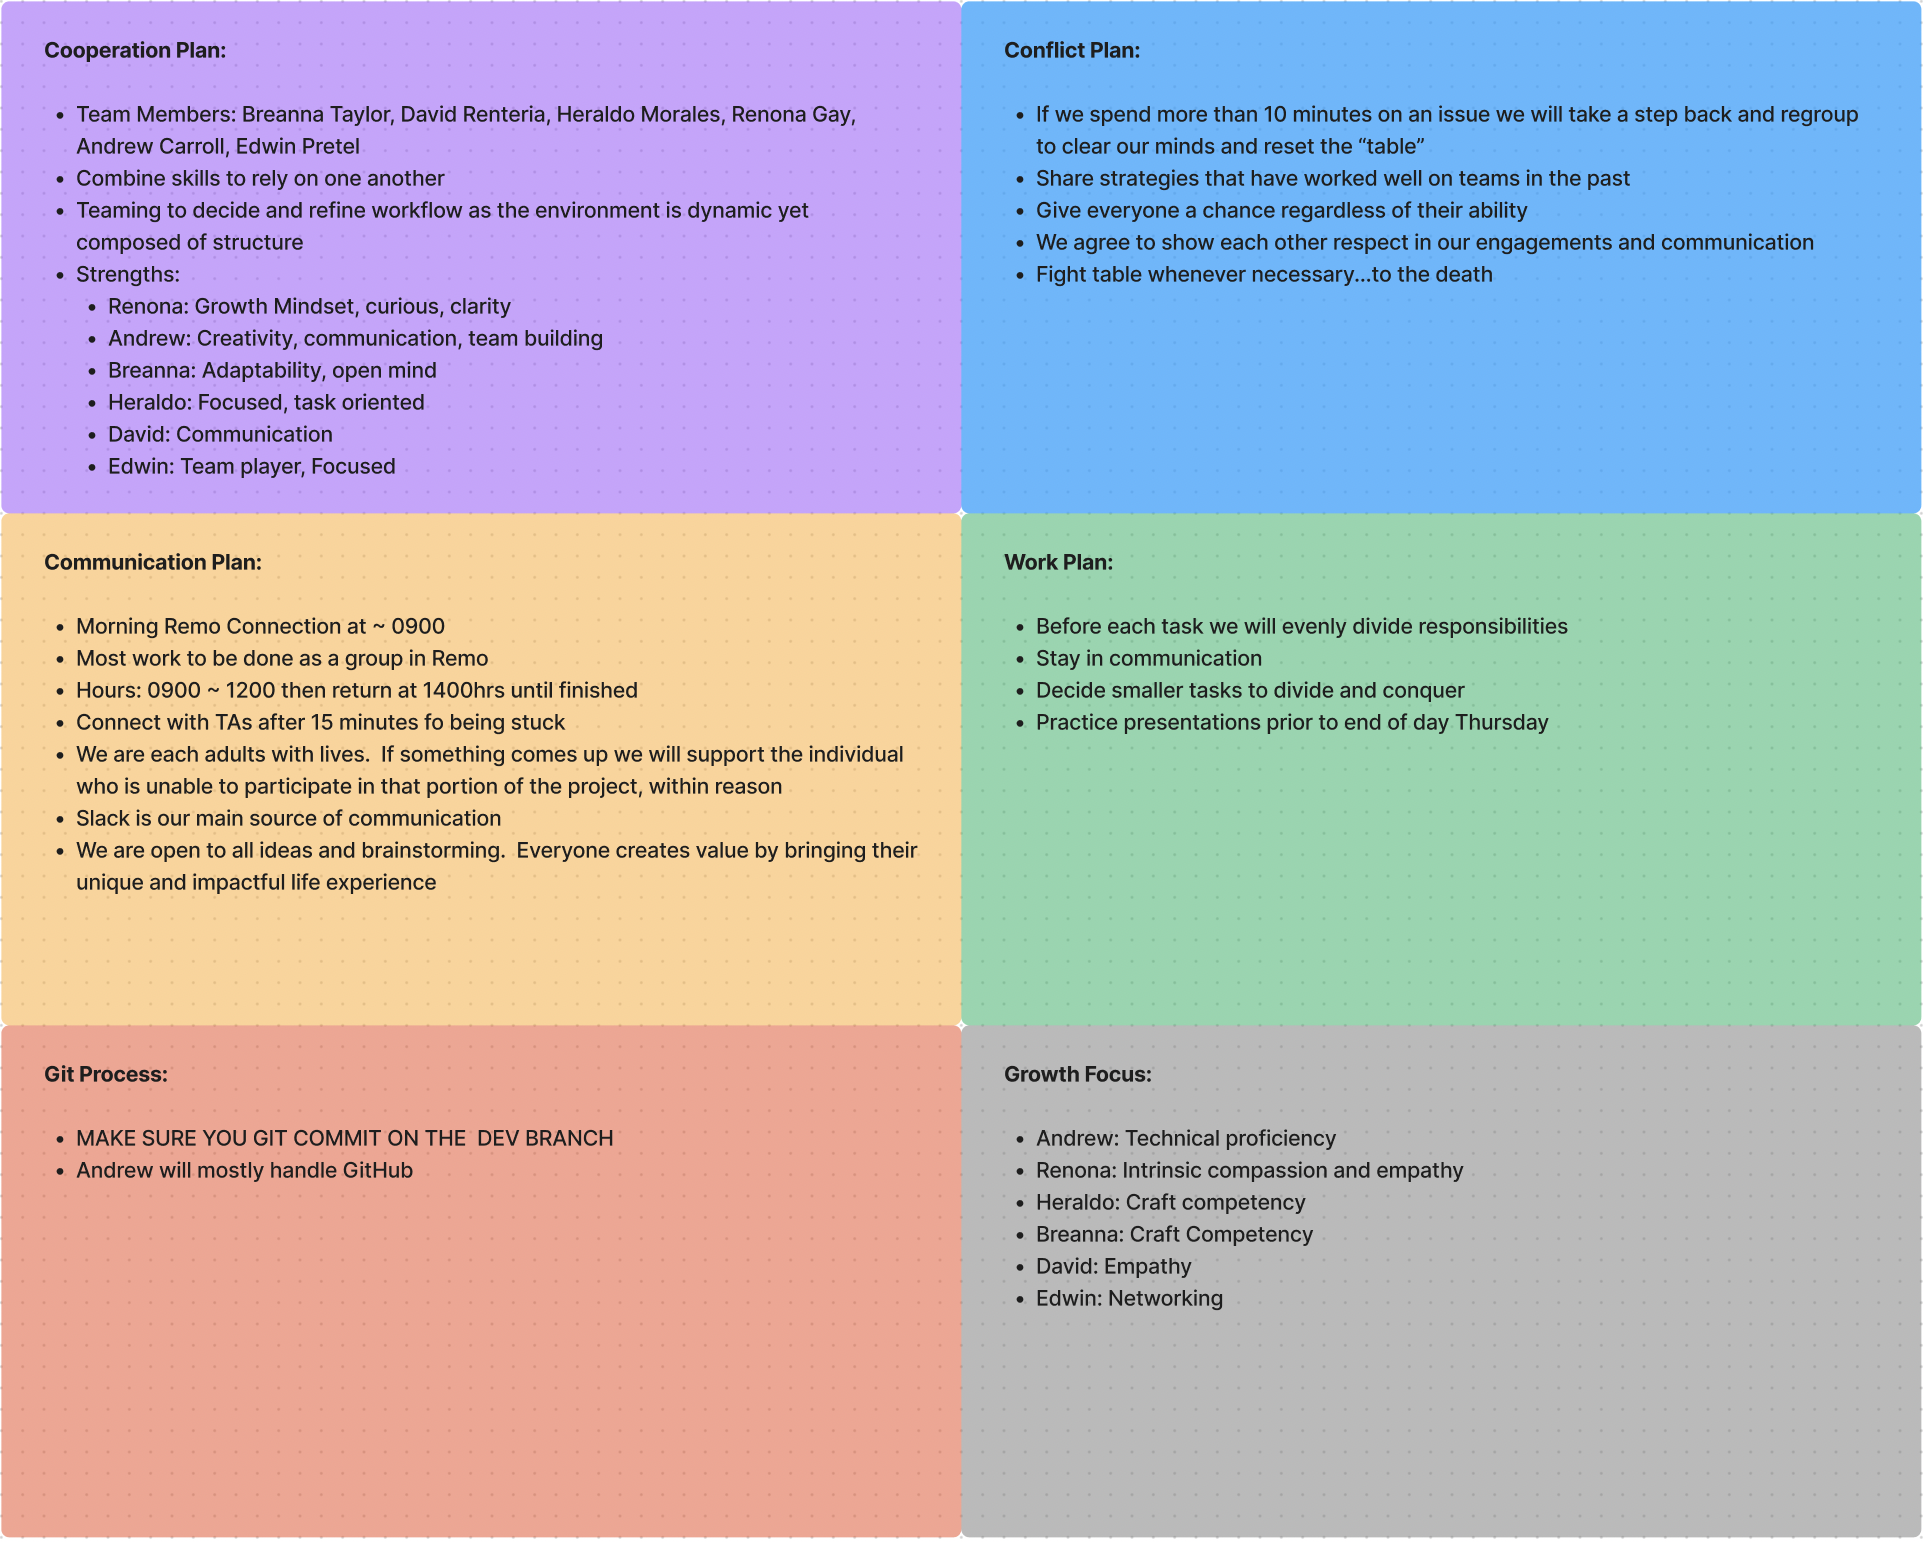 Cooperation Plan:
• Team Members: Breanna Taylor, David Renteria, Heraldo Morales, Renona Gay,
Andrew Carroll, Edwin Pretel
• Combine skills to rely on one another
• Teaming to decide and refine workflow as the environment is dynamic yet
composed of structure
• Strengths:
• Renona: Growth Mindset, curious, clarity
• Andrew: Creativity, communication, team building
• Breanna: Adaptability, open mind
• Heraldo: Focused, task oriented
• David: Communication
• Edwin: Team player, Focused
Conflict Plan:
• If we spend more than 10 minutes on an issue we will take a step back and regroup
to clear our minds and reset the “table”
• Share strategies that have worked well on teams in the past
• Give everyone a chance regardless of their ability
• We agree to show each other respect in our engagements and communication
• Fight table whenever necessary...to the death
Communication Plan:
• Morning Remo Connection at ~ 0900
• Most work to be done as a group in Remo
• Hours: 0900 ~ 1200 then return at 1400hrs until finished
• Connect with TAs after 15 minutes fo being stuck
• We are each adults with lives.  If something comes up we will support the individual
who is unable to participate in that portion of the project, within reason
• Slack is our main source of communication
• We are open to all ideas and brainstorming.  Everyone creates value by bringing their
unique and impactful life experience
Work Plan:
• Before each task we will evenly divide responsibilities
• Stay in communication
• Decide smaller tasks to divide and conquer
• Practice presentations prior to end of day Thursday
Git Process:
• MAKE SURE YOU GIT COMMIT ON THE  DEV BRANCH
• Andrew will mostly handle GitHub
Growth Focus:
• Andrew: Technical proficiency
• Renona: Intrinsic compassion and empathy
• Heraldo: Craft competency
• Breanna: Craft Competency
• David: Empathy
• Edwin: Networking